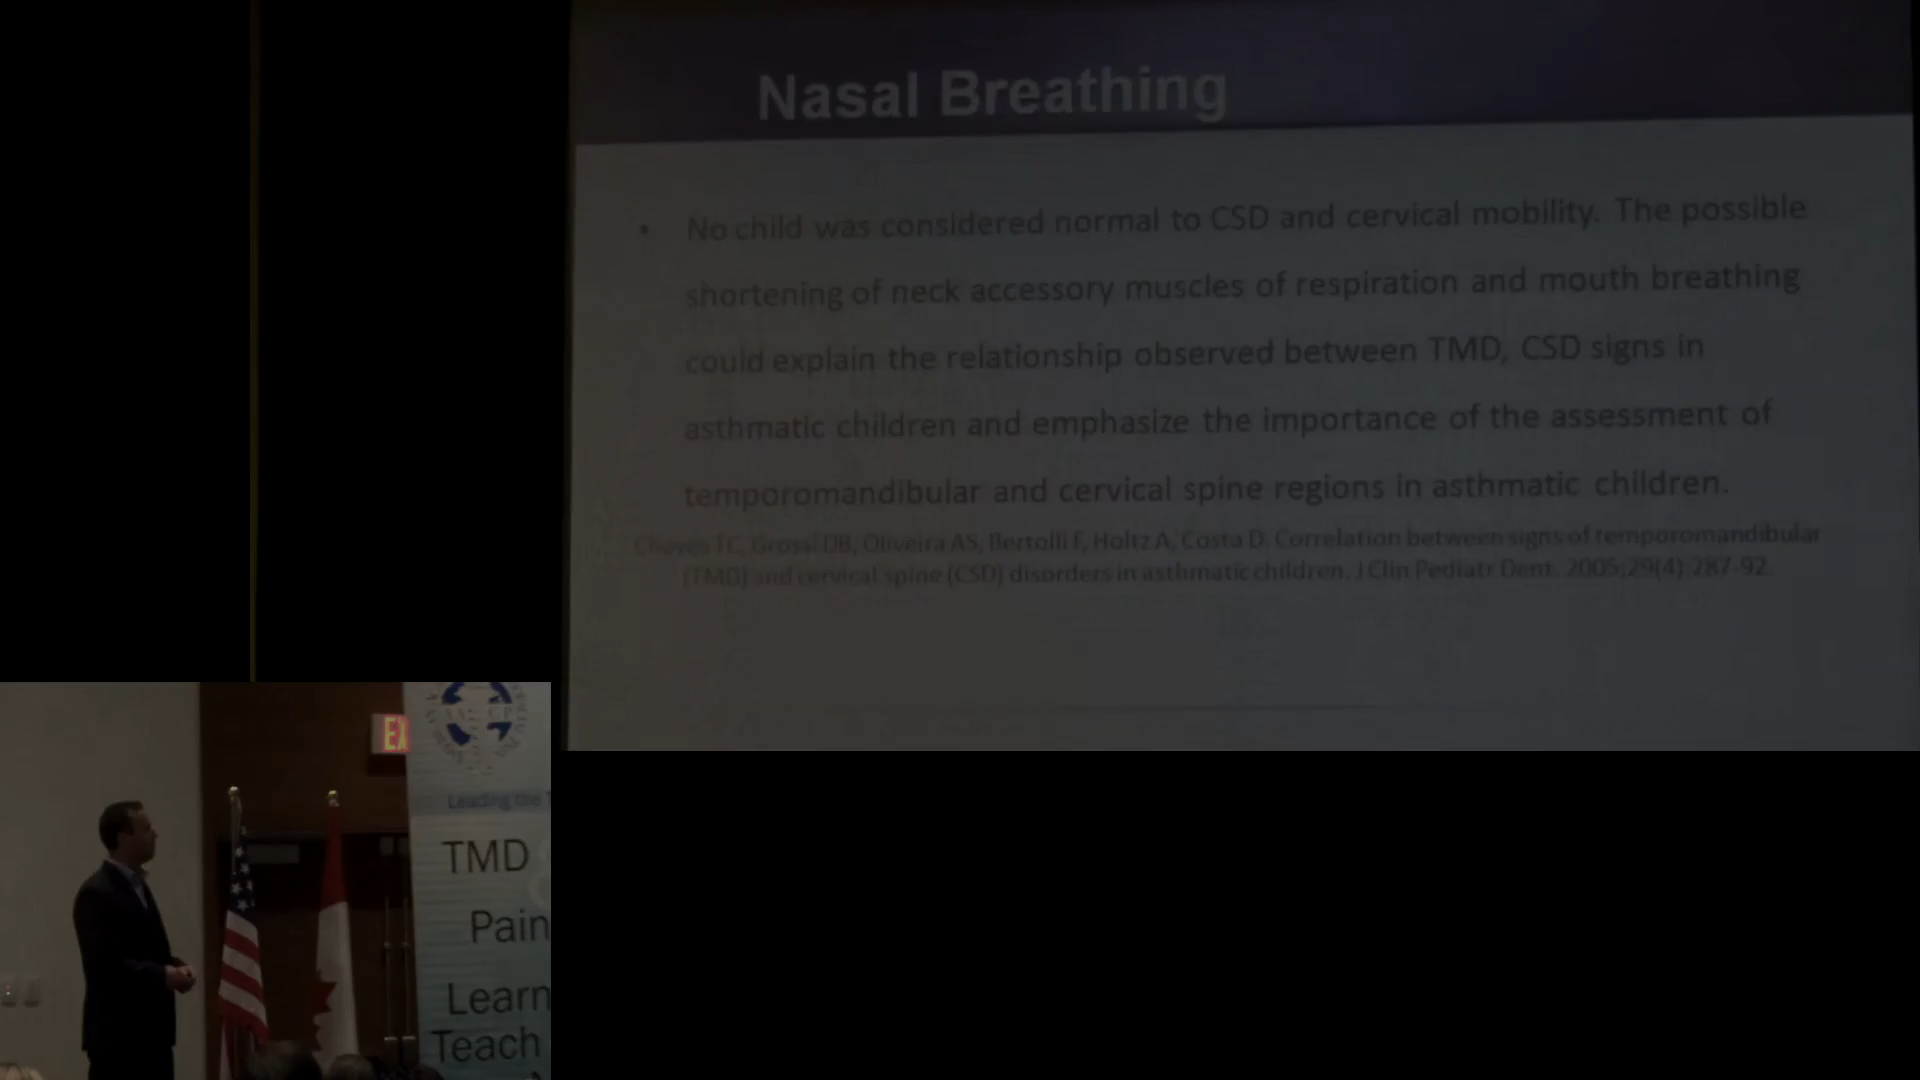 Nasal Breathing
• No child was considered normal to CSD and cervical mobility. The possible
shortening of neck accessory muscles of respiration and mouth breathing
could explain the relationship observed between TMD, CSD signs in
asthmatic children and emphasize the importance of the assessment of
temporomandibular and cervical spine regions in asthmatic children.
Chaves TC, Grossi DB, Oliveira AS, Bertolli F, Holtz A, Costa D. Correlation between signs of temporomandibular
(TMD) and cervical spine (CSD) disorders in asthmatic children. J Clin Pediatr Dent. 2005;29(4):287-92.
EX
Leading the
TMD
Pain
Learn
Teach